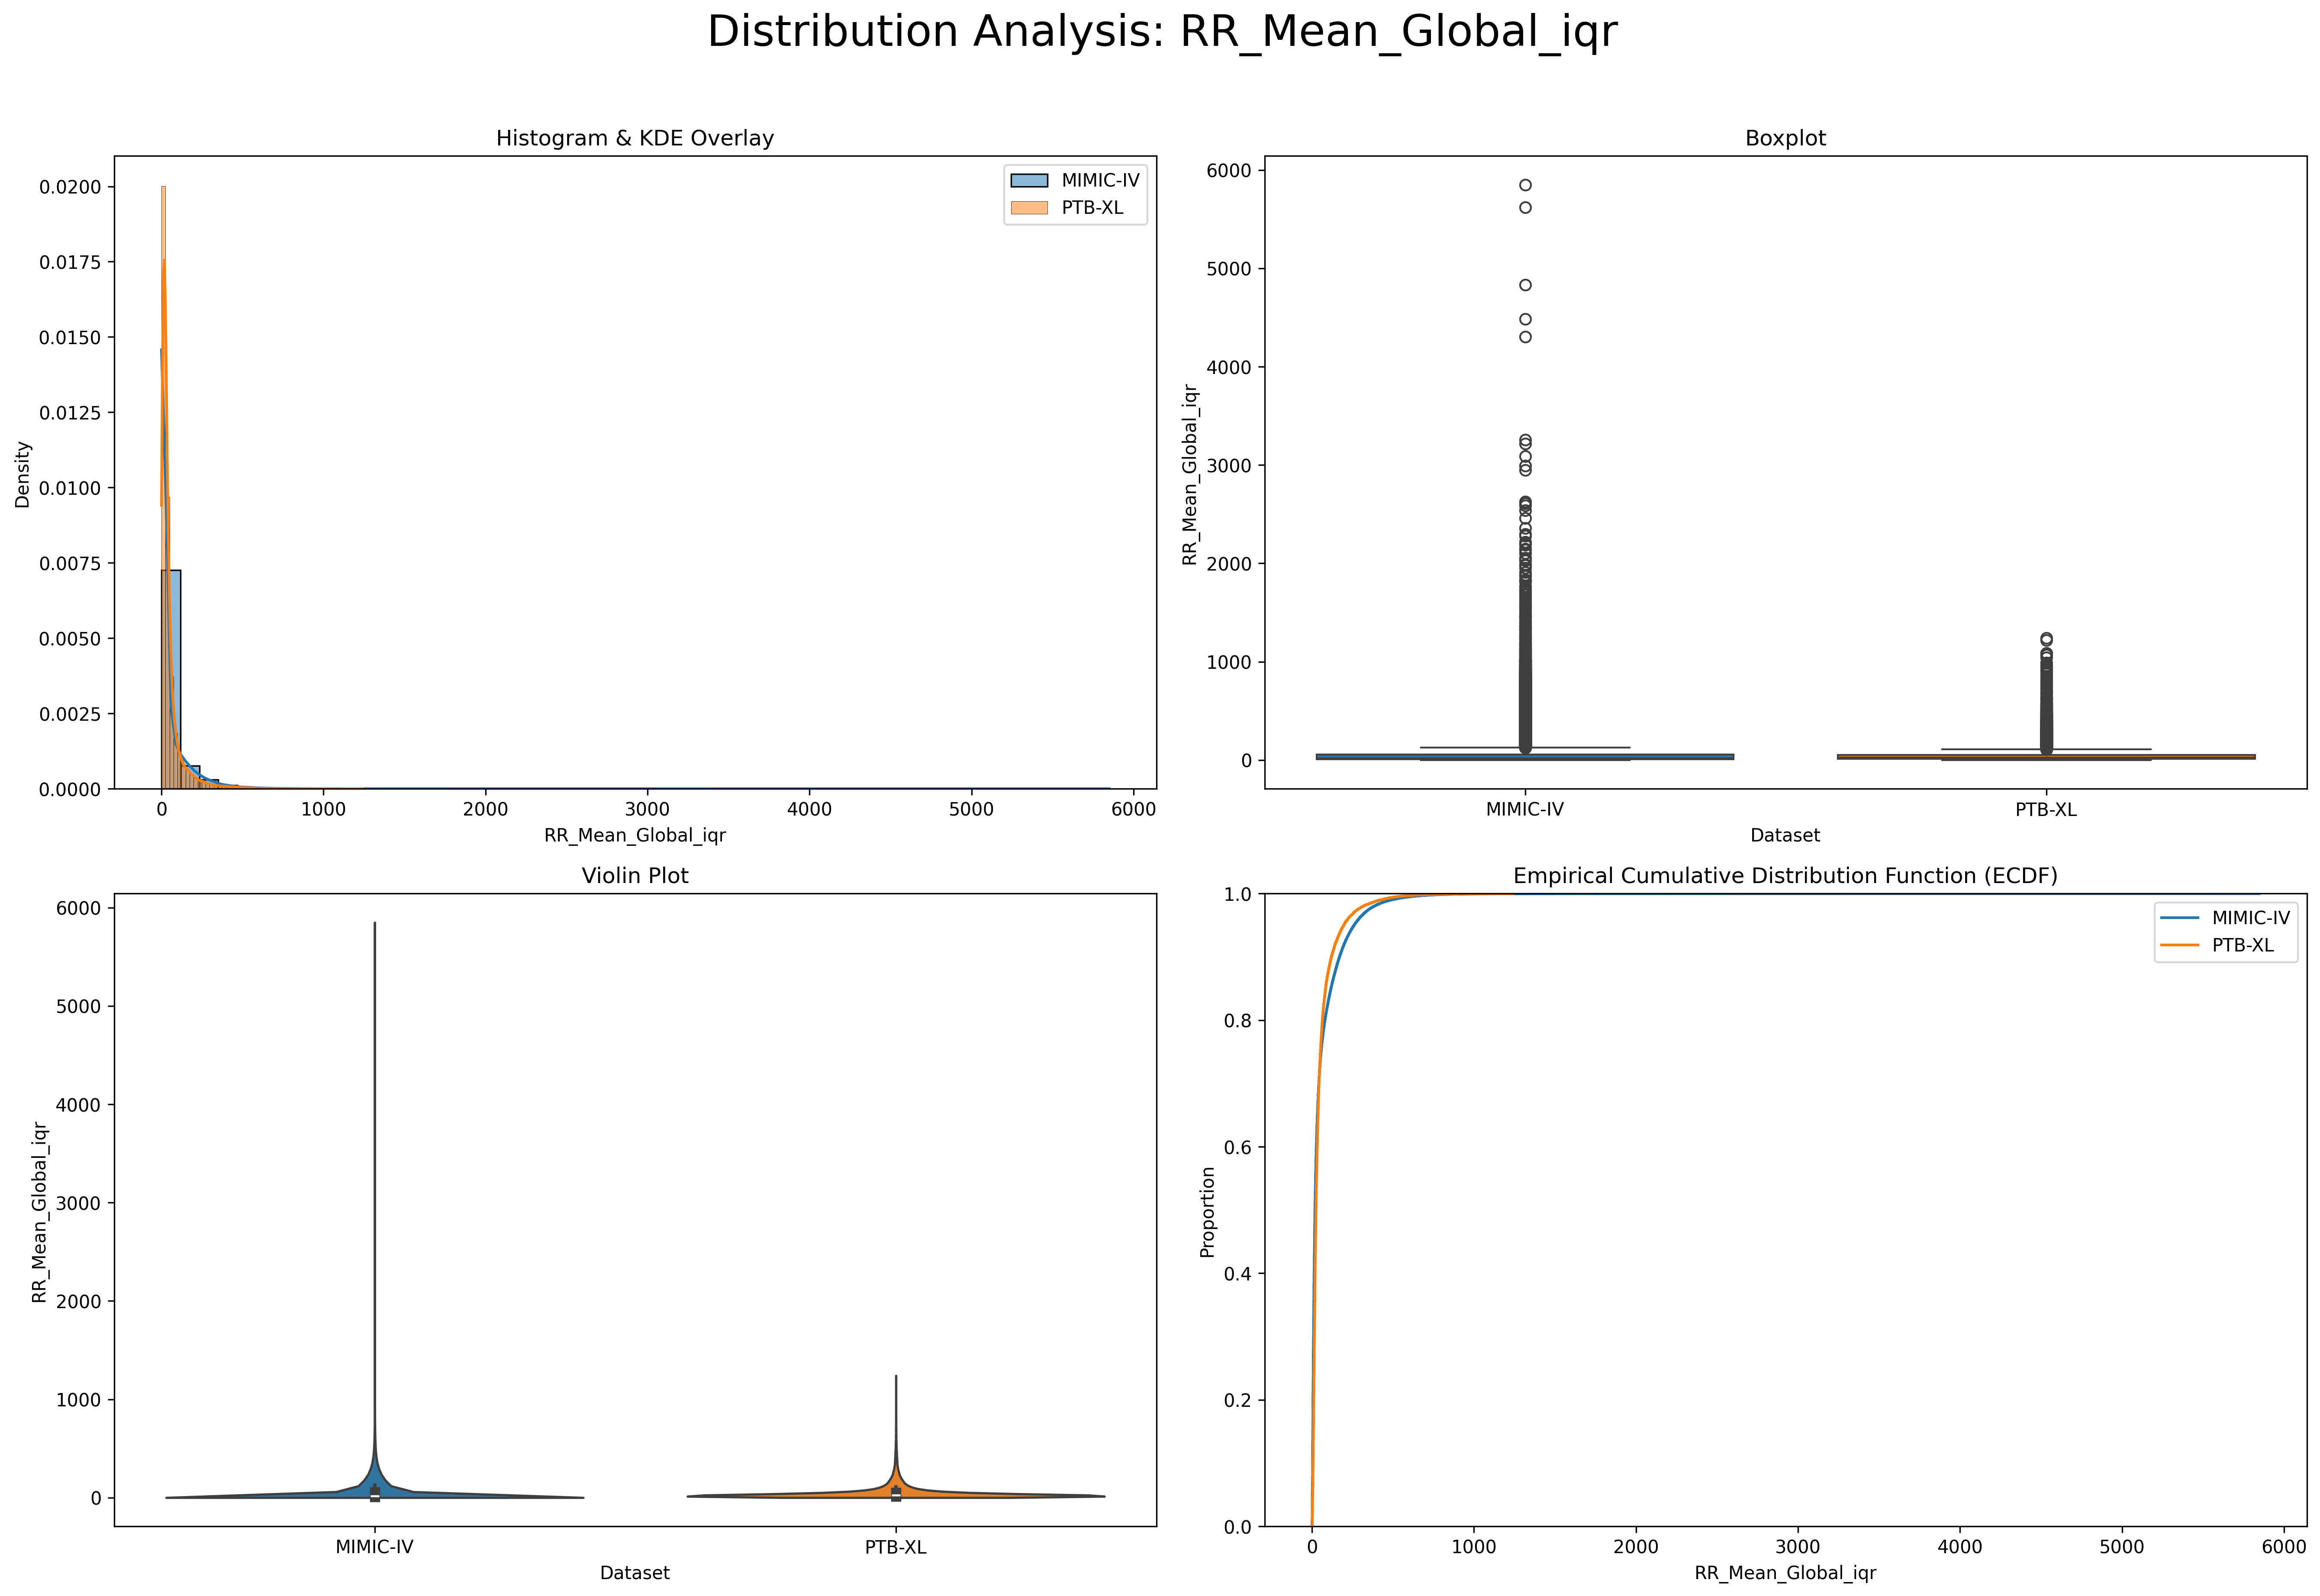 Distribution Analysis: RR_Mean_Global_iqr
Histogram & KDE Overlay
MIMIC-IV
PTB-XL
0.0200
0.0175
0.0150
0.0125
0.0100
0.0075
0.0050
0.0025
0.0000
Density
0 1000 2000 3000 4000 5000 6000
RR_Mean_Global_iqr
Boxplot
6000
5000
4000
3000
2000
1000
0
RR_Mean_Global_iqr
MIMIC-IV PTB-XL
Dataset
Violin Plot
6000
5000
4000
3000
2000
1000
0
RR_Mean_Global_iqr
MIMIC-IV PTB-XL
Dataset
Empirical Cumulative Distribution Function (ECDF)
MIMIC-IV
PTB-XL
1.0
0.8
0.6
0.4
0.2
0.0
Proportion
0 1000 2000 3000 4000 5000 6000
RR_Mean_Global_iqr